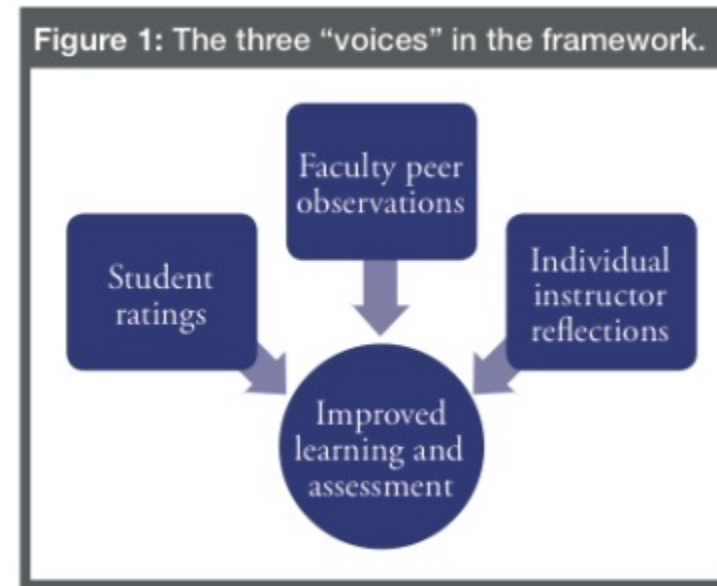 Figure 1: The three “voices” in the framework.
Faculty peer
observations
Student
ratings
Individual
instructor
reflections
Improved
learning and
assessment